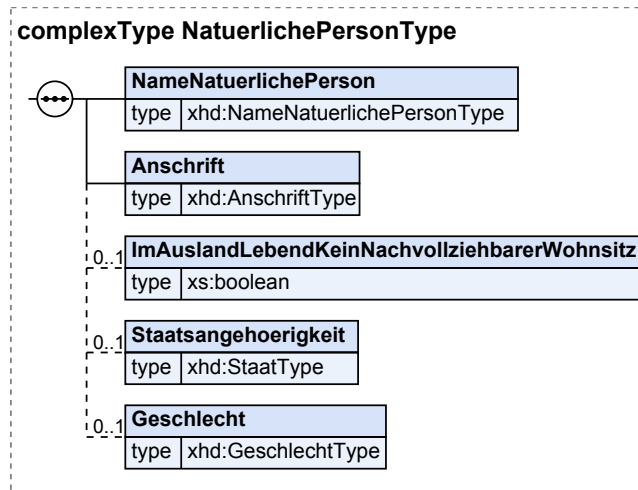 complexType NatuerlichePersonType
NameNatuerlichePerson
type xhd:NameNatuerlichePersonType
Anschrift
type xhd:AnschriftType
0..1 ImAuslandLebendKeinNachvollziehbarerWohnsitz
type xs:boolean
0..1 Staatsangehoerigkeit
type xhd:StaatType
0..1 Geschlecht
type xhd:GeschlechtType